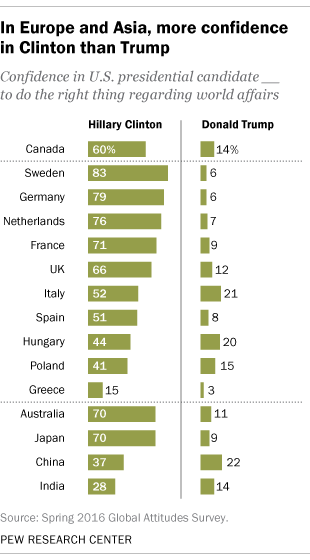 In Europe and Asia, more confidence
in Clinton than Trump
Confidence in U.S. presidential candidate __
to do the right thing regarding world affairs
Hillary Clinton Donald Trump
Canada 60% 14%
Sweden 83 6
Germany 79 6
Netherlands 76 7
France 71 9
UK 66 12
Italy 52 21
Spain 51 8
Hungary 44 20
Poland 41 15
Greece 15 3
Australia 70 11
Japan 70 9
China 37 22
India 28 14
Source: Spring 2016 Global Attitudes Survey.
PEW RESEARCH CENTER